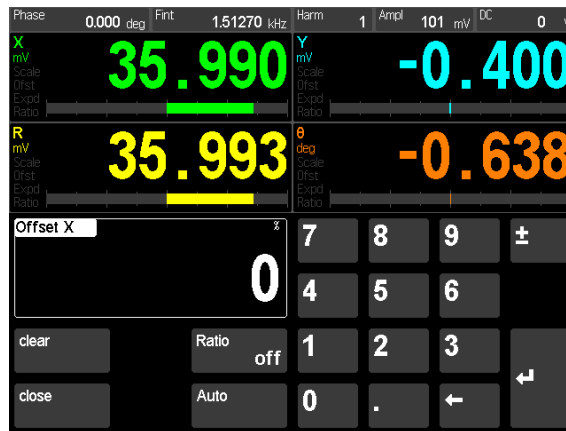 Phase 0.000 deg Fint 1.51270 kHz Harm 1 Ampl 101 mV DC 0
X
mV
Scale
Ofst
Expd
Ratio
35.990
Y
mV
Scale
Ofst
Expd
Ratio
-0.400
R
mV
Scale
Ofst
Expd
Ratio
35.993
θ
deg
Scale
Ofst
Expd
Ratio
-0.638
Offset X %
0
7 8 9 ±
4 5 6
clear Ratio off 1 2 3 ↵
close Auto 0 . ←